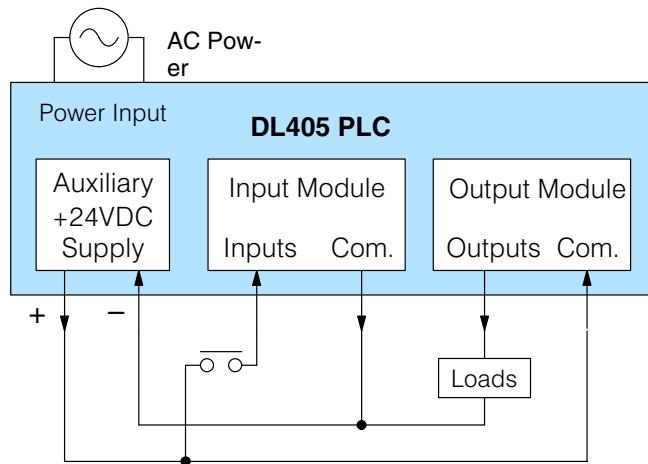 AC Pow-
er
Power Input
DL405 PLC
Auxiliary
+24VDC
Supply
Input Module
Inputs Com.
Output Module
Outputs Com.
+ −
Loads